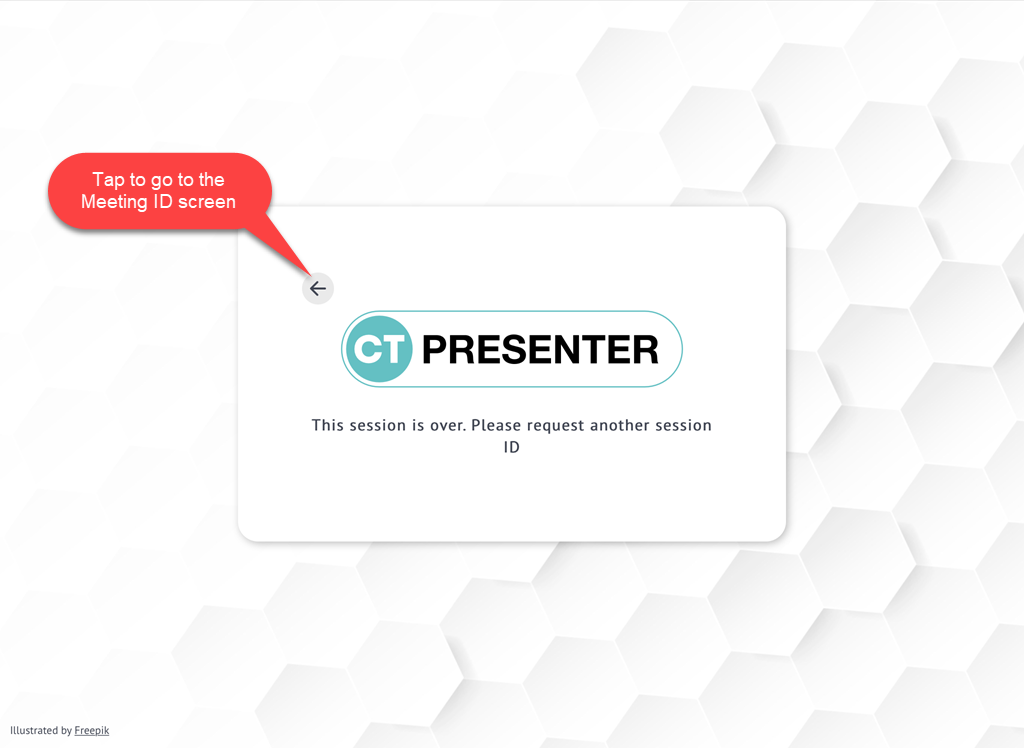 Tap to go to the
Meeting ID screen
CT PRESENTER
This session is over. Please request another session
ID
Illustrated by Freepik